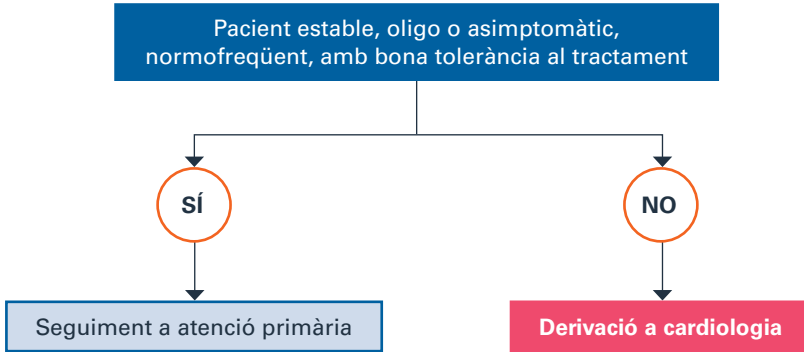 Pacient estable, oligo o asimptomàtic,
normofreqüent, amb bona tolerància al tractament
SÍ
NO
Seguiment a atenció primària
Derivació a cardiologia